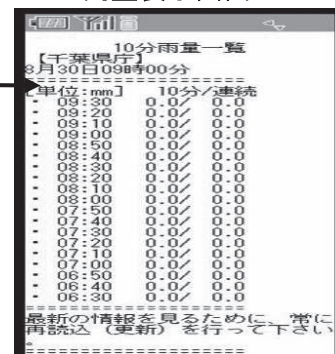 10分雨量一覧
【千葉県庁】
8月30日09時00分
====================
[単位:mm] 10分/連続
・ 09:30 0.0/ 0.0
・ 09:20 0.0/ 0.0
・ 09:10 0.0/ 0.0
・ 09:00 0.0/ 0.0
・ 08:50 0.0/ 0.0
・ 08:40 0.0/ 0.0
・ 08:30 0.0/ 0.0
・ 08:20 0.0/ 0.0
・ 08:10 0.0/ 0.0
・ 08:00 0.0/ 0.0
・ 07:50 0.0/ 0.0
・ 07:40 0.0/ 0.0
・ 07:30 0.0/ 0.0
・ 07:20 0.0/ 0.0
・ 07:10 0.0/ 0.0
・ 07:00 0.0/ 0.0
・ 06:50 0.0/ 0.0
・ 06:40 0.0/ 0.0
・ 06:30 0.0/ 0.0
====================
最新の情報を見るために、常に
再読込（更新）を行って下さい
。
====================